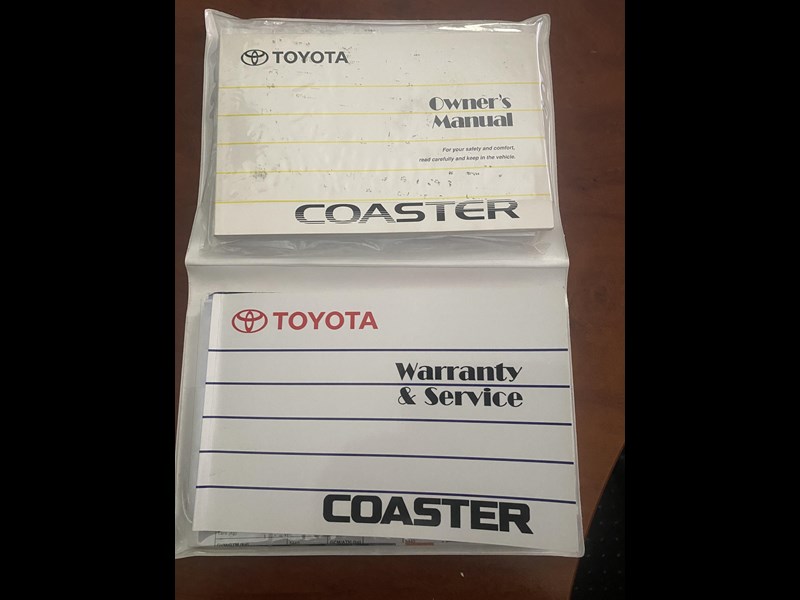 TOYOTA
Owner's
Manual
For your safety and comfort,
read carefully and keep in the vehicle.
COASTER
TOYOTA
Warranty
& Service
COASTER